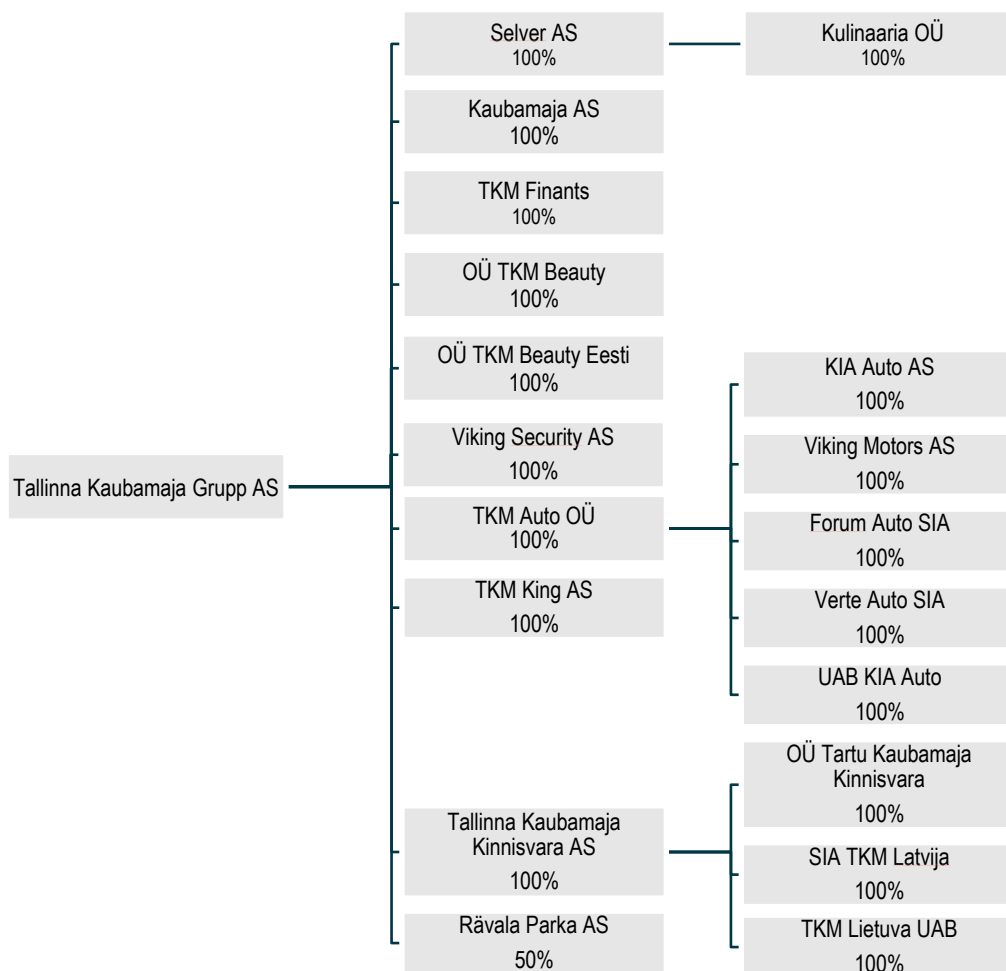 Selver AS
100%
Kulinaaria OÜ
100%
Kaubamaja AS
100%
TKM Finants
100%
OÜ TKM Beauty
100%
OÜ TKM Beauty Eesti
100%
Viking Security AS
100%
Tallinna Kaubamaja Grupp AS
TKM Auto OÜ
100%
TKM King AS
100%
KIA Auto AS
100%
Viking Motors AS
100%
Forum Auto SIA
100%
Verte Auto SIA
100%
UAB KIA Auto
100%
Tallinna Kaubamaja
Kinnisvara AS
100%
Rävala Parka AS
50%
OÜ Tartu Kaubamaja
Kinnisvara
100%
SIA TKM Latvija
100%
TKM Lietuva UAB
100%